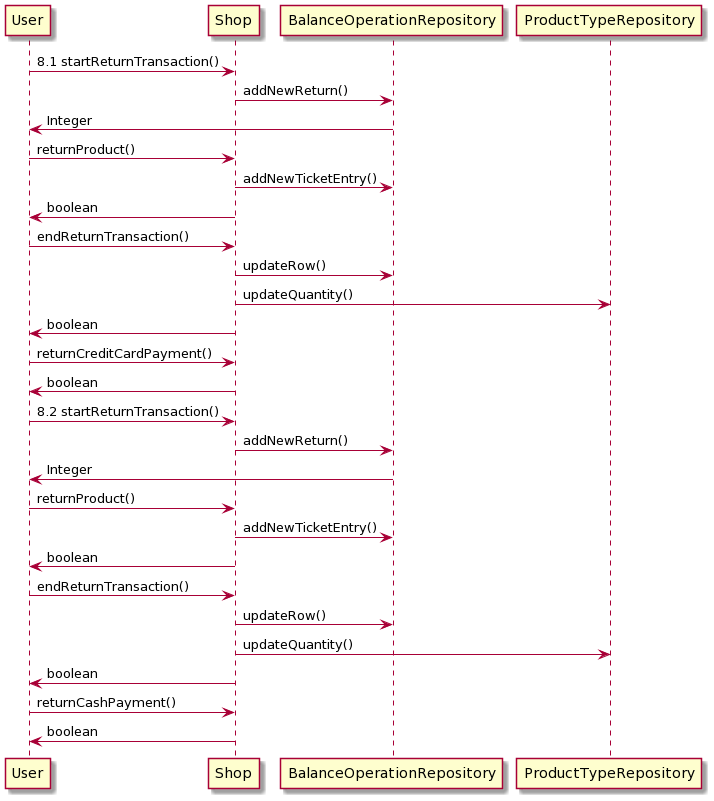 User Shop BalanceOperationRepository ProductTypeRepository
8.1 startReturnTransaction()
addNewReturn()
Integer
returnProduct()
addNewTicketEntry()
boolean
endReturnTransaction()
updateRow()
updateQuantity()
boolean
returnCreditCardPayment()
boolean
8.2 startReturnTransaction()
addNewReturn()
Integer
returnProduct()
addNewTicketEntry()
boolean
endReturnTransaction()
updateRow()
updateQuantity()
boolean
returnCashPayment()
boolean
User Shop BalanceOperationRepository ProductTypeRepository